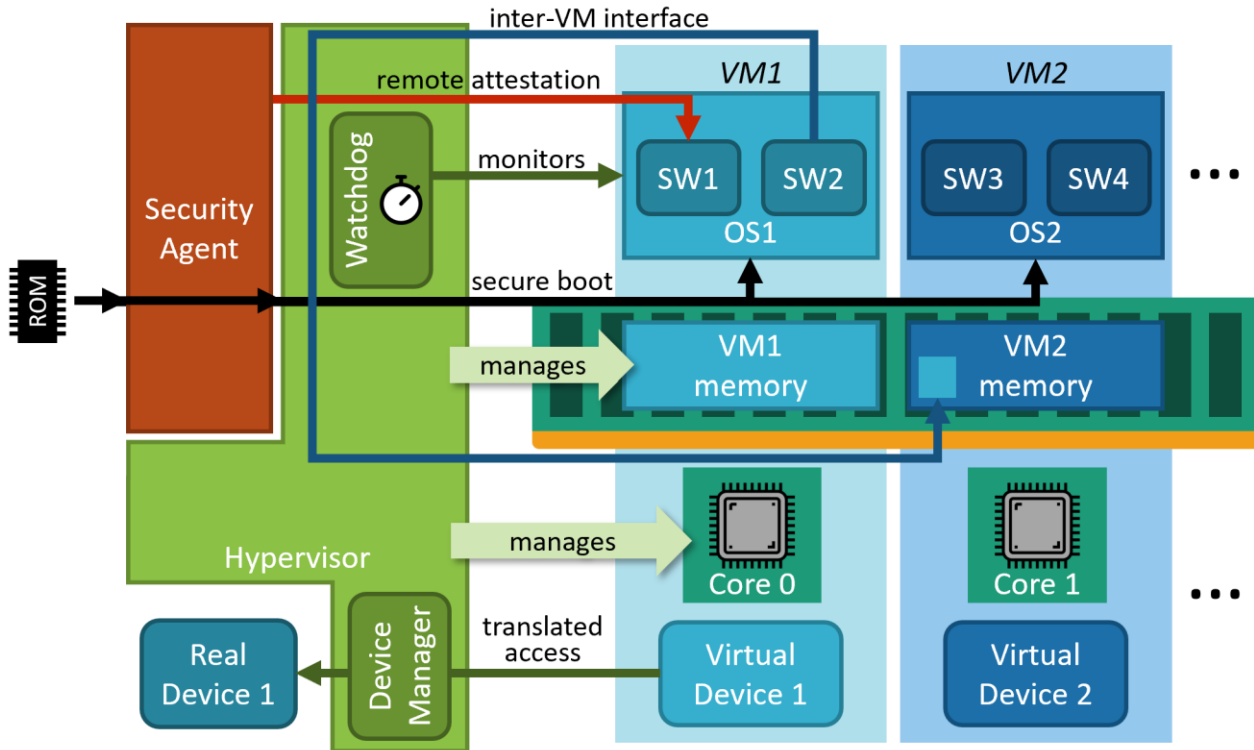 inter-VM interface
VM1
VM2
remote attestation
Watchdog
monitors
SW1
SW2
SW3
SW4
...
Security
Agent
OS1
OS2
ROM
secure boot
manages
VM1
memory
VM2
memory
Hypervisor
manages
Core 0
Core 1
...
Real
Device 1
Device
Manager
translated
access
Virtual
Device 1
Virtual
Device 2